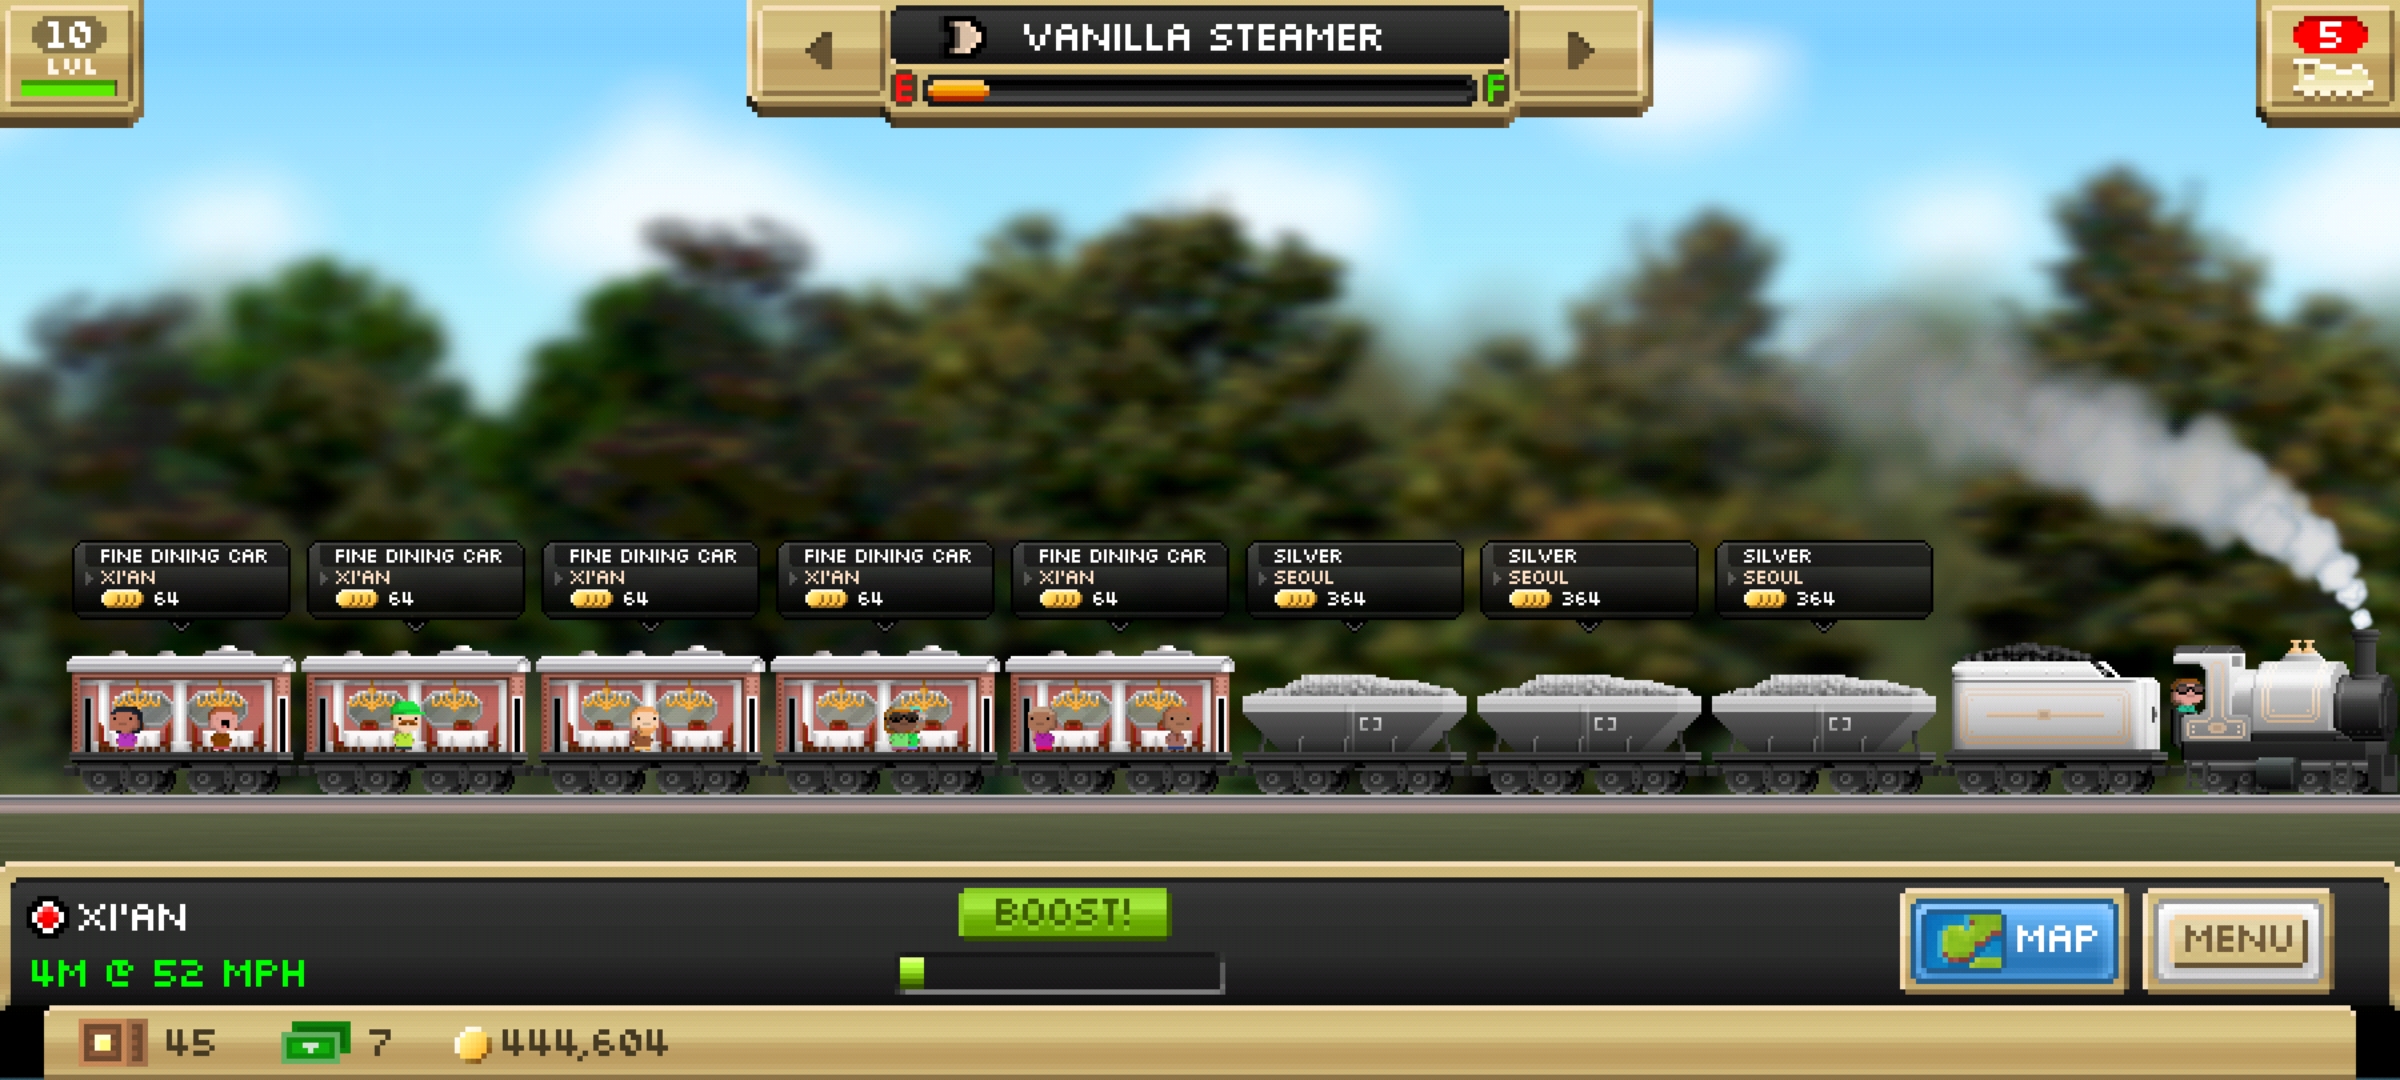 10
LVL
VANILLA STEAMER
E F
5
FINE DINING CAR
XI'AN
64
FINE DINING CAR
XI'AN
64
FINE DINING CAR
XI'AN
64
FINE DINING CAR
XI'AN
64
FINE DINING CAR
XI'AN
64
SILVER
SEOUL
364
SILVER
SEOUL
364
SILVER
SEOUL
364
XI'AN
4M @ 52 MPH
BOOST!
MAP
MENU
45 7 444,604